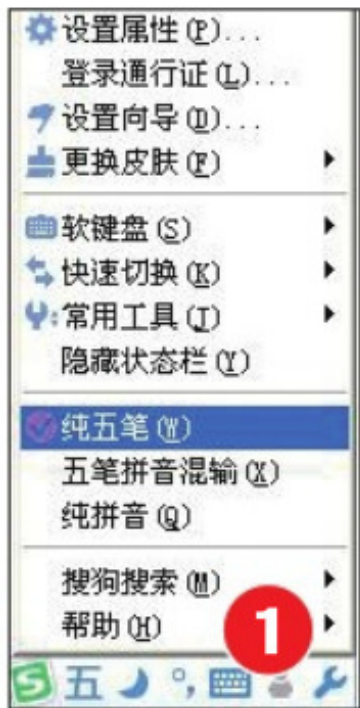 设置属性(P)...
登录通行证(L)...
设置向导(D)...
更换皮肤(F)
软键盘(S)
快速切换(K)
常用工具(T)
隐藏状态栏(Y)
纯五笔(W)
五笔拼音混输(X)
纯拼音(Q)
搜狗搜索(M)
帮助(H)
1
S五